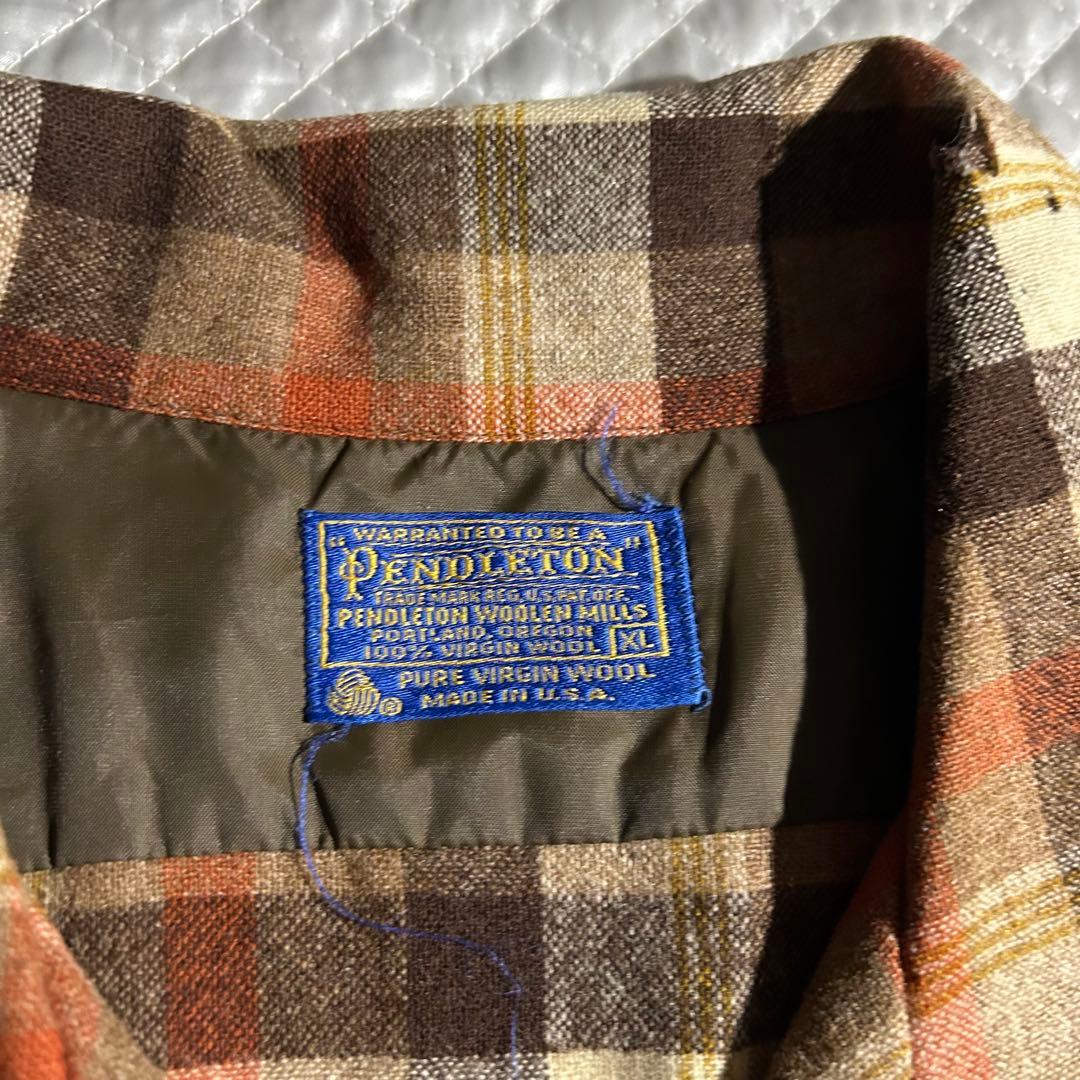 WARRANTED TO BE A
"PENDLETON"
TRADE MARK REG. U.S. PAT. OFF.
PENDLETON WOOLEN MILLS
PORTLAND, OREGON
100% VIRGIN WOOL XL
PURE VIRGIN WOOL
® MADE IN U.S.A.